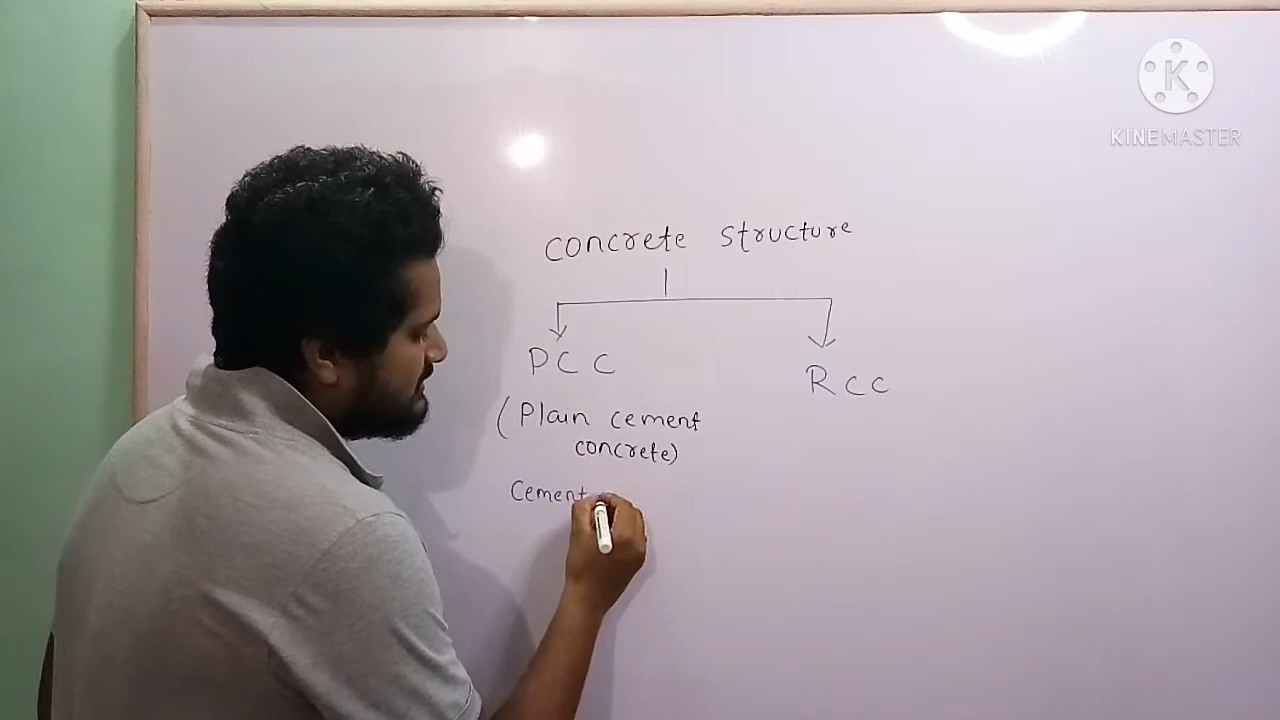 K
KINEMASTER
concrete structure
PCC
RCC
(Plain cement
concrete)
Cement